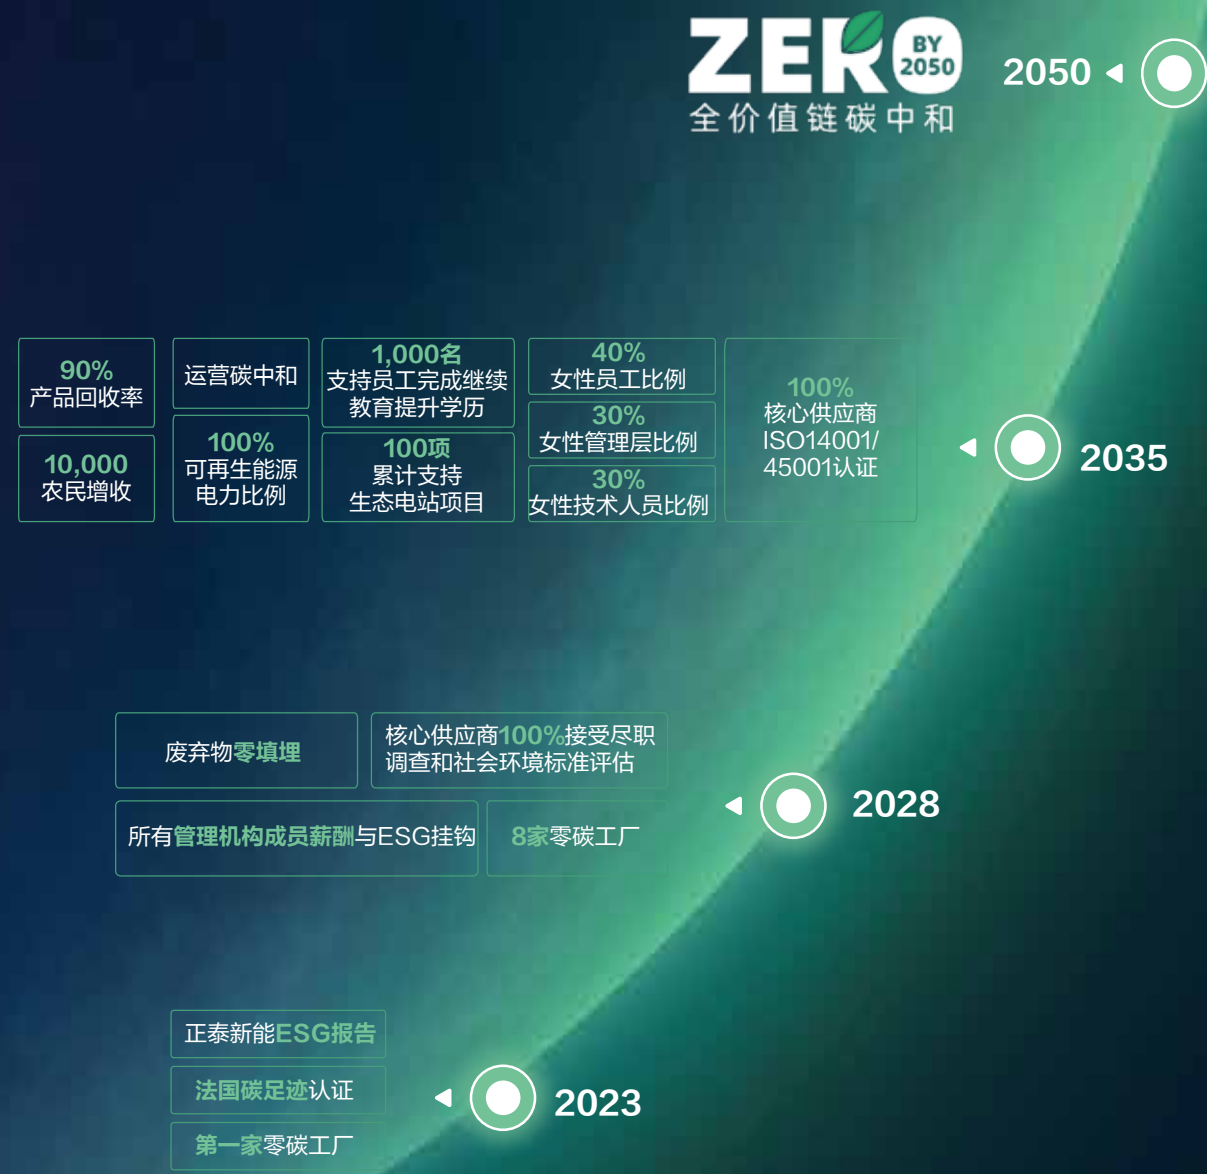 ZERO
BY
2050
全价值链碳中和
2050
90%
产品回收率
10,000
农民增收
运营碳中和
100%
可再生能源
电力比例
1,000名
支持员工完成继续
教育提升学历
100项
累计支持
生态电站项目
40%
女性员工比例
30%
女性管理层比例
30%
女性技术人员比例
100%
核心供应商
ISO14001/
45001认证
2035
废弃物零填埋
核心供应商100%接受尽职
调查和社会环境标准评估
所有管理机构成员薪酬与ESG挂钩
8家零碳工厂
2028
正泰新能ESG报告
法国碳足迹认证
第一家零碳工厂
2023